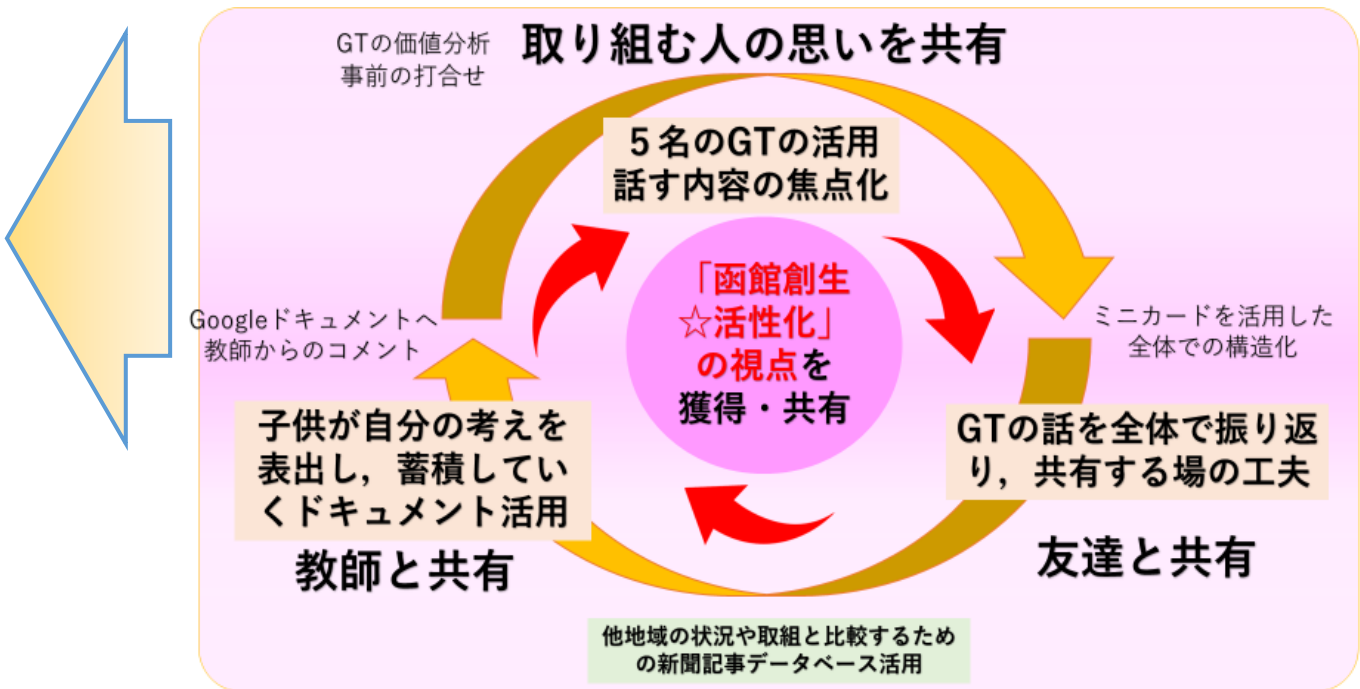 GTの価値分析
事前の打合せ
取り組む人の思いを共有
５名のGTの活用
話す内容の焦点化
「函館創生
☆活性化」
の視点を
獲得・共有
ミニカードを活用した
全体での構造化
GTの話を全体で振り返
り，共有する場の工夫
友達と共有
Googleドキュメントへ
教師からのコメント
子供が自分の考えを
表出し，蓄積してい
くドキュメント活用
教師と共有
他地域の状況や取組と比較するため
の新聞記事データベース活用